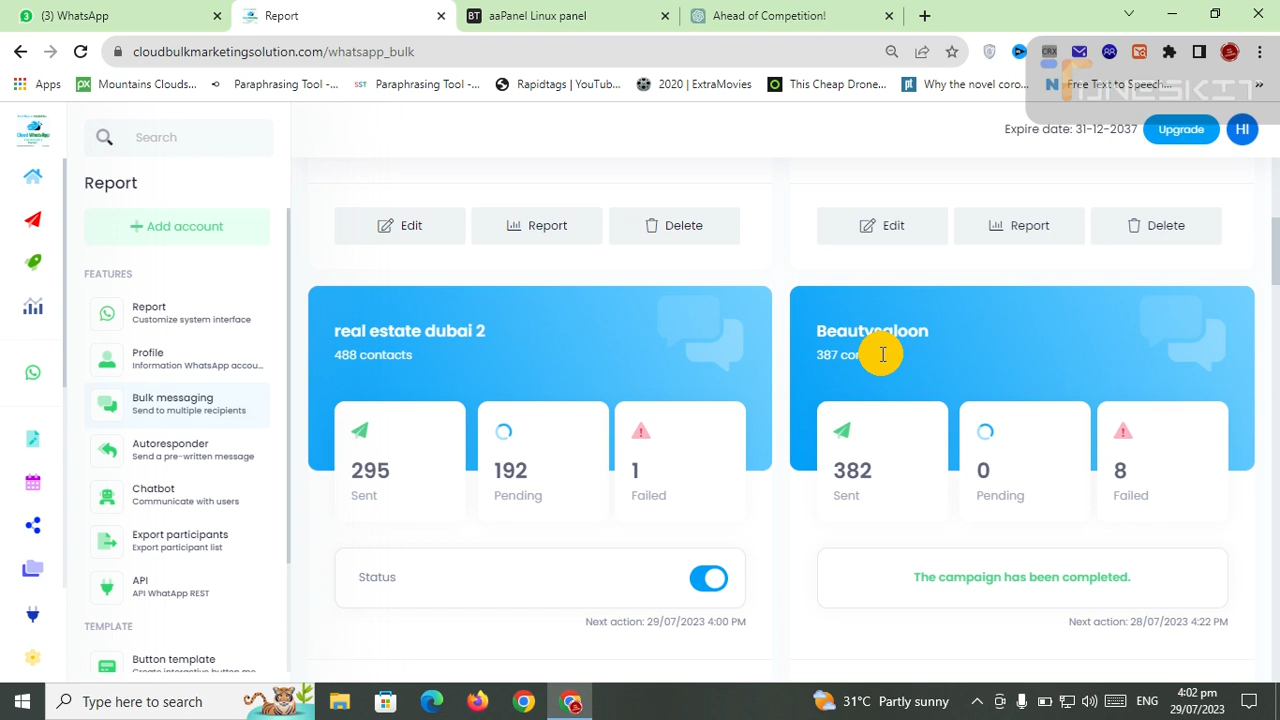 (3) WhatsApp
Report
aaPanel Linux panel
Ahead of Competition!
cloudbulkmarketingsolution.com/whatsapp_bulk
Apps
Mountains Clouds...
Paraphrasing Tool -...
SST Paraphrasing Tool -...
Rapidtags | YouTub...
2020 | ExtraMovies
This Cheap Drone...
Why the novel coro...
Free Text to Speech...
Search
Expire date: 31-12-2037
Upgrade
HI
Report
Add account
FEATURES
Report
Customize system interface
Profile
Information WhatsApp accou...
Bulk messaging
Send to multiple recipients
Autoresponder
Send a pre-written message
Chatbot
Communicate with users
Export participants
Export participant list
API
API WhatsApp REST
TEMPLATE
Button template
Edit Report Delete
Edit Report Delete
real estate dubai 2
488 contacts
295
Sent
192
Pending
1
Failed
Status
Next action: 29/07/2023 4:00 PM
Beautysaloon
387
382
Sent
0
Pending
8
Failed
The campaign has been completed.
Next action: 28/07/2023 4:22 PM
Type here to search
31°C Partly sunny
ENG
4:02 pm
29/07/2023